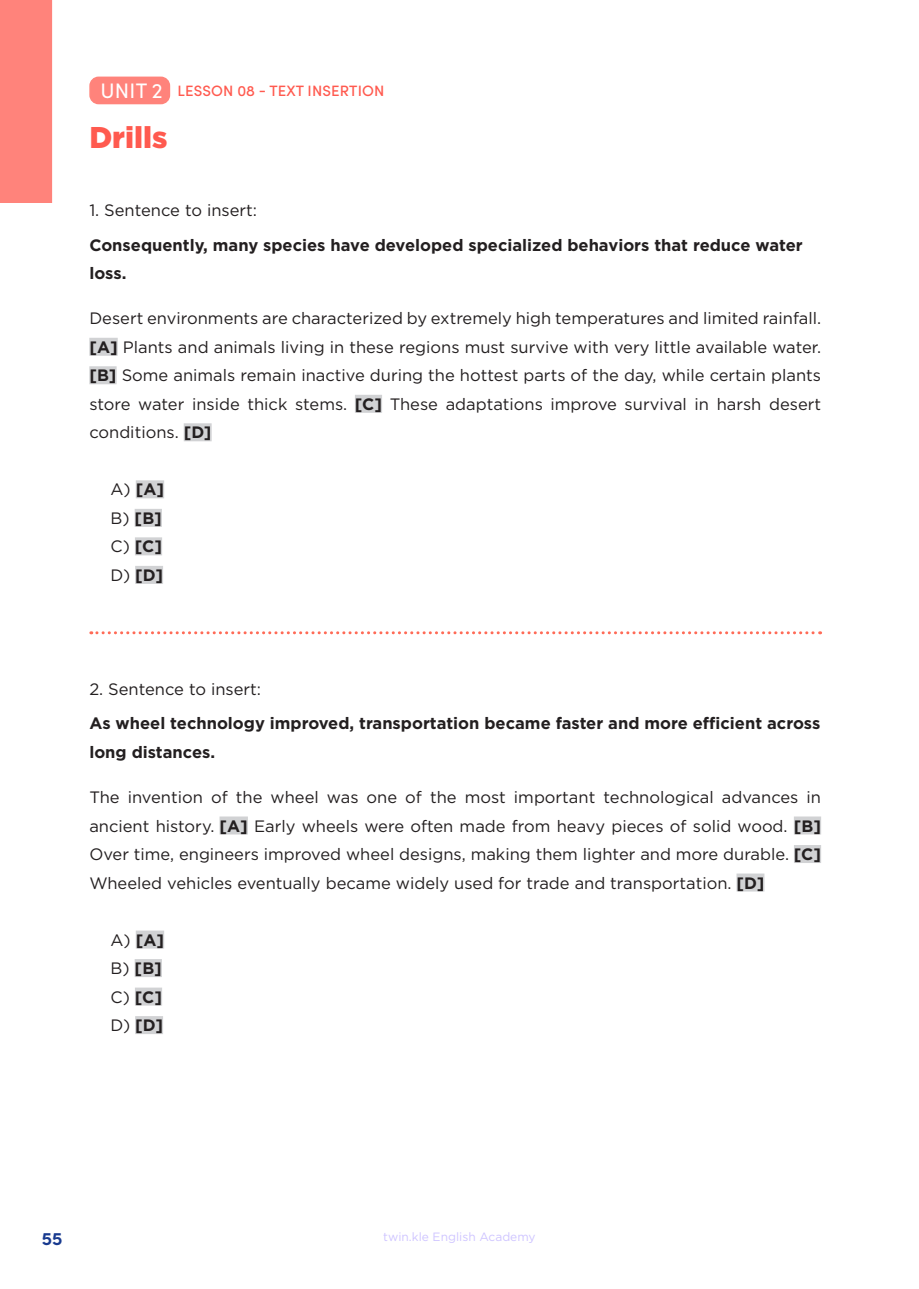 UNIT 2 LESSON 08 - TEXT INSERTION
Drills
1. Sentence to insert:
Consequently, many species have developed specialized behaviors that reduce water
loss.
Desert environments are characterized by extremely high temperatures and limited rainfall.
[A] Plants and animals living in these regions must survive with very little available water.
[B] Some animals remain inactive during the hottest parts of the day, while certain plants
store water inside thick stems. [C] These adaptations improve survival in harsh desert
conditions. [D]
A) [A]
B) [B]
C) [C]
D) [D]
2. Sentence to insert:
As wheel technology improved, transportation became faster and more efficient across
long distances.
The invention of the wheel was one of the most important technological advances in
ancient history. [A] Early wheels were often made from heavy pieces of solid wood. [B]
Over time, engineers improved wheel designs, making them lighter and more durable. [C]
Wheeled vehicles eventually became widely used for trade and transportation. [D]
A) [A]
B) [B]
C) [C]
D) [D]
55
twin.kle English Academy